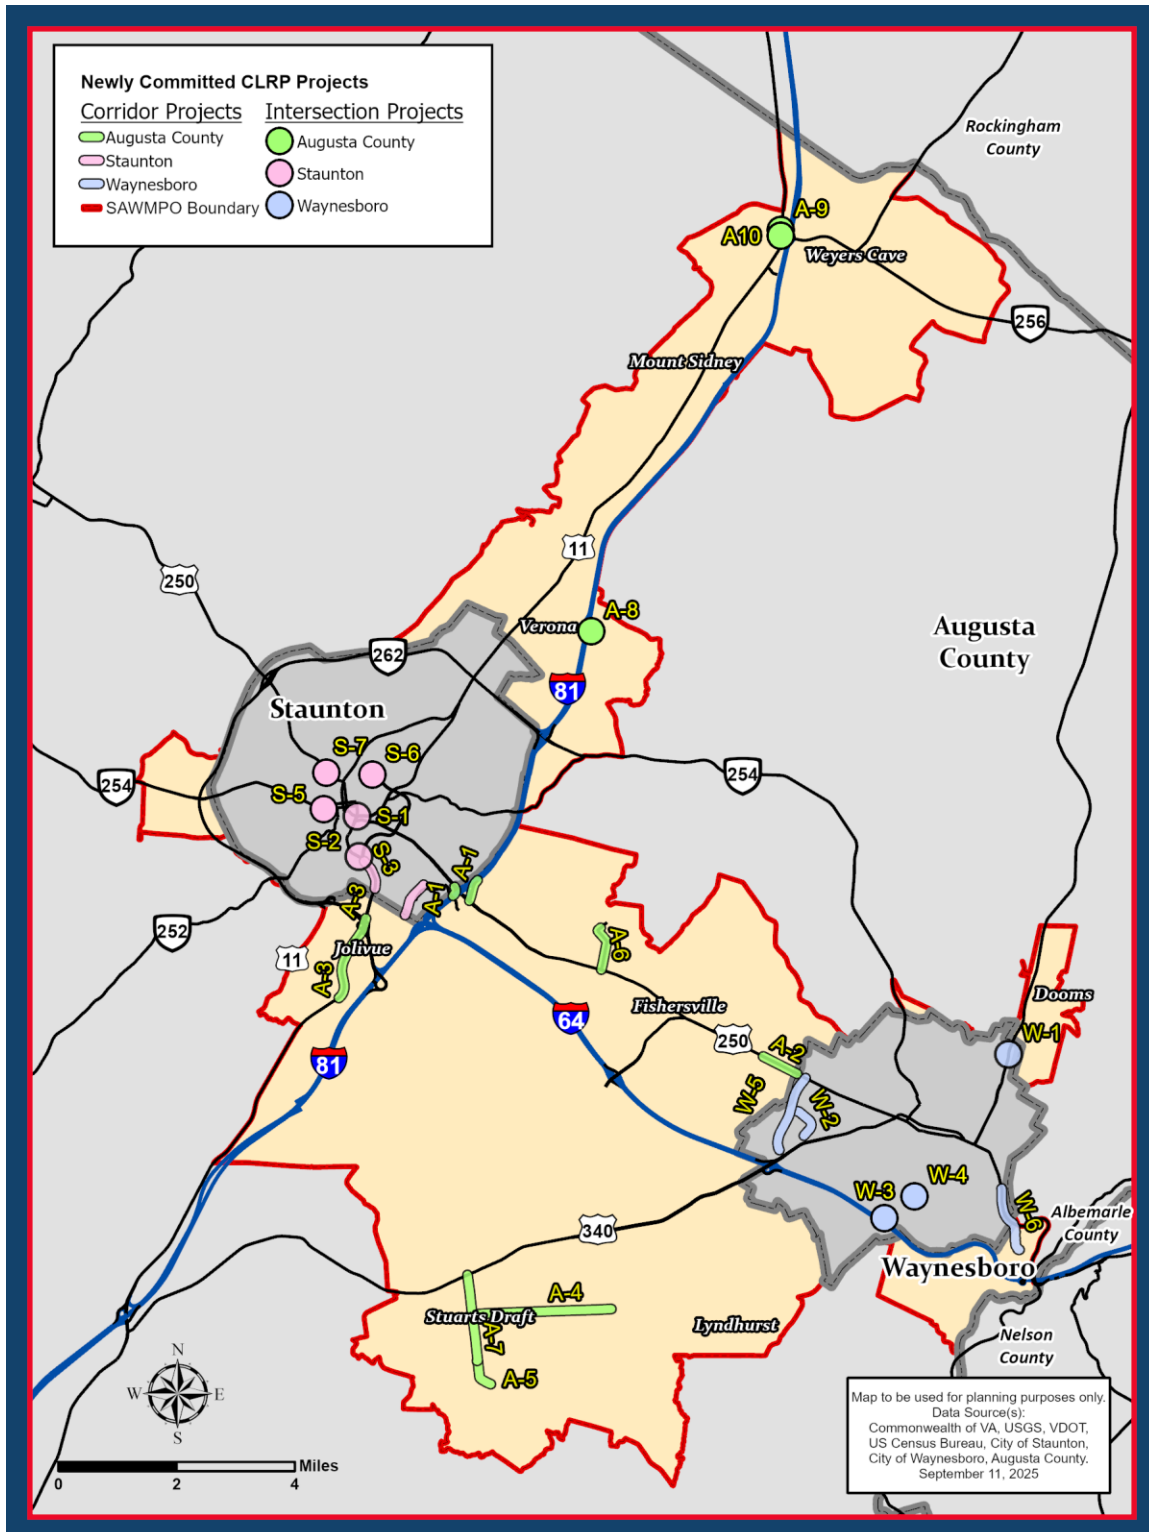 Newly Committed CLRP Projects
Corridor Projects
Augusta County
Staunton
Waynesboro
SAWMPO Boundary
Intersection Projects
Augusta County
Staunton
Waynesboro
Rockingham
County
A-9
A10
Weyers Cave
256
Mount Sidney
11
250
A-8
Verona
Augusta
County
262
81
Staunton
S-7
S-6
254
254
S-5
S-1
S-2
S-3
A-1
A-1
A-3
252
11
Jolivue
A-3
A-6
Fishersville
Dooms
64
250
W-1
81
A-2
W-5
W-2
W-3
W-4
W-6
Albemarle
County
340
Waynesboro
A-4
Stuarts Draft
A-7
Lyndhurst
A-5
Nelson
County
N
W
E
S
Miles
0
2
4
Map to be used for planning purposes only.
Data Source(s):
Commonwealth of VA, USGS, VDOT,
US Census Bureau, City of Staunton,
City of Waynesboro, Augusta County.
September 11, 2025